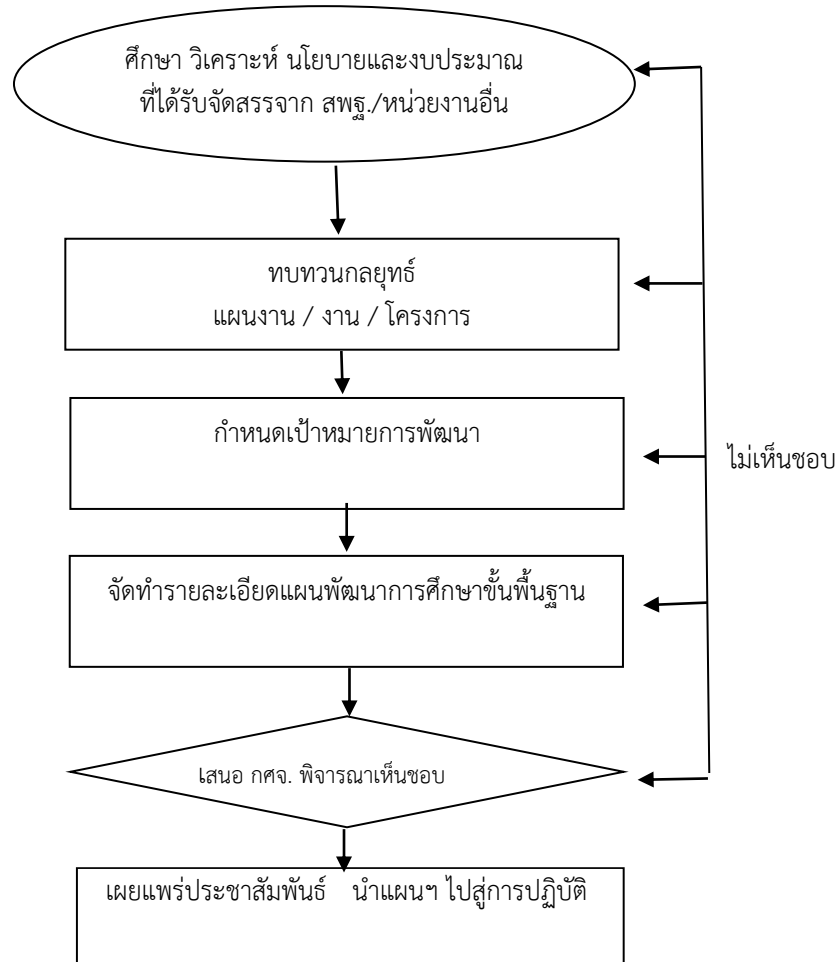 ศึกษา วิเคราะห์ นโยบายและงบประมาณ
ที่ได้รับจัดสรรจาก สพฐ./หน่วยงานอื่น
ทบทวนกลยุทธ์
แผนงาน / งาน / โครงการ
กำหนดเป้าหมายการพัฒนา
ไม่เห็นชอบ
จัดทำรายละเอียดแผนพัฒนาการศึกษาขั้นพื้นฐาน
เสนอ กศจ. พิจารณาเห็นชอบ
เผยแพร่ประชาสัมพันธ์ นำแผนฯ ไปสู่การปฏิบัติ